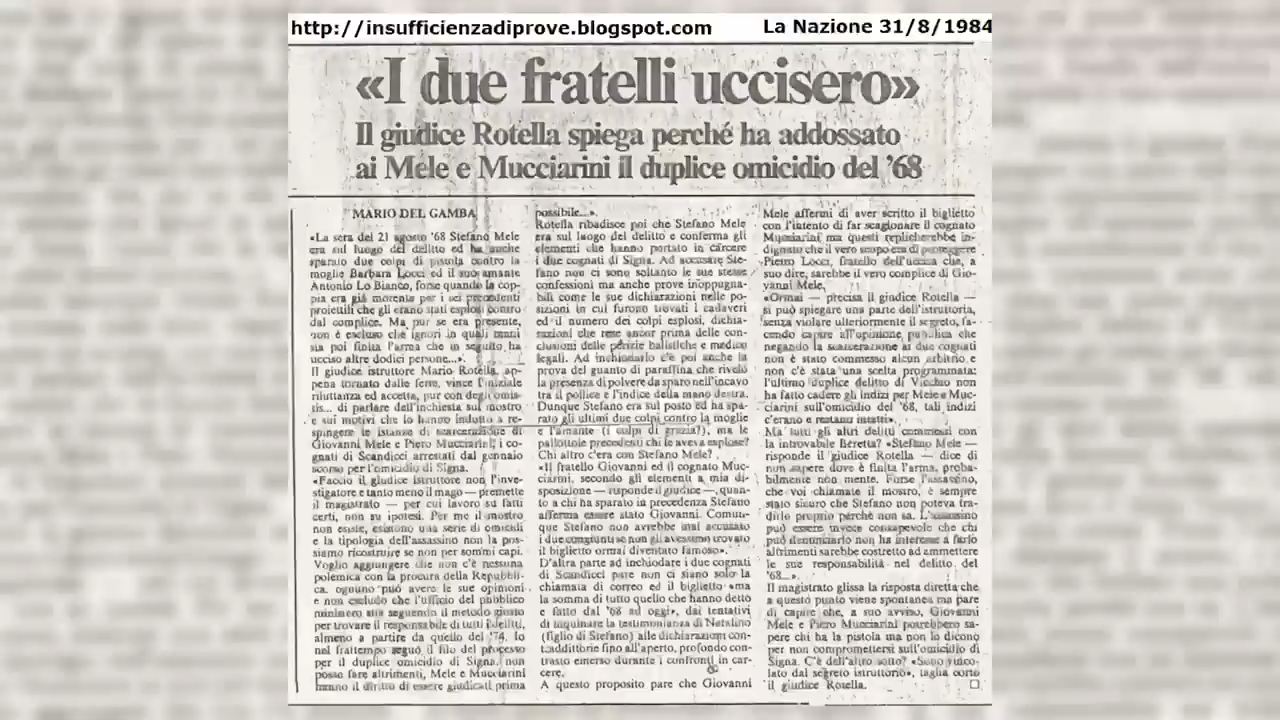 http://insufficienzadiprove.blogspot.com
La Nazione 31/8/1984
«I due fratelli uccisero»
Il giudice Rotella spiega perché ha addossato
ai Mele e Mucciarini il duplice omicidio del '68
MARIO DEL GAMBA
«La sera del 21 agosto '68 Stefano Mele
era sul luogo del delitto ed ha anche
sparato due colpi di pistola contro la
moglie Barbara Locci ed il suo amante
Antonio Lo Bianco, forse quando la cop-
pia era già morente per i sei precedenti
proiettili che gli erano stati esplosi contro
dal complice. Ma pur se era presente,
non è escluso che ignori in quali mani
sia poi finita l'arma che in seguito ha
ucciso altre dodici persone...».
Il giudice istruttore Mario Rotella, ap-
pena tornato dalle ferie, vince l'iniziale
riluttanza ed accetta, pur con degli omis-
sis... di parlare dell'inchiesta sul mostro
e sui motivi che lo hanno indotto a re-
spingere le istanze di scarcerazione di
Giovanni Mele e Piero Mucciarini, i co-
gnati di Scandicci arrestati dal gennaio
scorso per l'omicidio di Signa.
«Faccio il giudice istruttore non l'inve-
stigatore e tanto meno il mago — premette
il magistrato — per cui lavoro su fatti
certi, non su ipotesi. Per me il mostro
non esiste, esistono una serie di omicidi
e la tipologia dell'assassino non la pos-
siamo ricostruire se non per sommi capi.
Voglio aggiungere che non c'è nessuna
polemica con la procura della Repubbli-
ca, ognuno può avere le sue opinioni
e non escludo che l'ufficio del pubblico
ministero stia seguendo il metodo giusto
per trovare il responsabile di tutti i delitti,
almeno a partire da quello del '74. Io
nel frattempo seguo il filo del processo
per il duplice omicidio di Signa, non
posso fare altrimenti, Mele e Mucciarini
hanno il diritto di essere giudicati prima
possibile...».
Rotella ribadisce poi che Stefano Mele
era sul luogo del delitto e conferma gli
elementi che hanno portato in carcere
i due cognati di Signa. Ad accusare Ste-
fano non ci sono soltanto le sue stesse
confessioni ma anche prove inoppugna-
bili come le sue dichiarazioni nelle po-
sizioni in cui furono trovati i cadaveri
ed il numero dei colpi esplosi, dichia-
razioni che rese ancor prima delle con-
clusioni delle perizie balistiche e medico
legali. Ad inchiodarlo c'è poi anche la
prova del guanto di paraffina che rivelò
la presenza di polvere da sparo nell'incavo
tra il pollice e l'indice della mano destra.
Dunque Stefano era sul posto ed ha spa-
rato gli ultimi due colpi contro la moglie
e l'amante (i colpi di grazia?), ma le
pallottole precedenti chi le aveva esplose?
Chi altro c'era con Stefano Mele?
«Il fratello Giovanni ed il cognato Muc-
ciarini, secondo gli elementi a mia di-
sposizione — risponde il giudice —, quan-
to a chi ha sparato in precedenza Stefano
afferma essere stato Giovanni. Comun-
que Stefano non avrebbe mai accusato
i due congiunti se non gli avessimo trovato
il biglietto ormai diventato famoso».
D'altra parte ad inchiodare i due cognati
di Scandicci pare non ci siano solo la
chiamata di correo ed il biglietto «ma
la somma di tutto quello che hanno detto
e fatto dal '68 ad oggi», dai tentativi
di inquinare la testimonianza di Natalino
(figlio di Stefano) alle dichiarazioni con-
traddittorie fino all'aperto, profondo con-
trasto emerso durante i confronti in car-
cere.
A questo proposito pare che Giovanni
Mele affermi di aver scritto il biglietto
con l'intento di far scagionare il cognato
Mucciarini, ma questi replicherebbe in-
dignato che il vero scopo era di proteggere
Pietro Locci, fratello dell'uccisa che, a
suo dire, sarebbe il vero complice di Gio-
vanni Mele.
«Ormai — precisa il giudice Rotella —
si può spiegare una parte dell'istruttoria,
senza violare ulteriormente il segreto, fa-
cendo capire all'opinione pubblica che
negando la scarcerazione ai due cognati
non è stato commesso alcun arbitrio e
non c'è stata una scelta programmata:
l'ultimo duplice delitto di Vicchio non
ha fatto cadere gli indizi per Mele e Muc-
ciarini sull'omicidio del '68, tali indizi
c'erano e restano intatti».
Ma tutti gli altri delitti commessi con
la introvabile Beretta? «Stefano Mele —
risponde il giudice Rotella — dice di
non sapere dove è finita l'arma, proba-
bilmente non mente. Forse l'assassino,
che voi chiamate il mostro, è sempre
stato sicuro che Stefano non poteva tra-
dirlo proprio perché non sa. L'assassino
può essere invece consapevole che chi
può denunciarlo non ha interesse a farlo
altrimenti sarebbe costretto ad ammettere
le sue responsabilità nel delitto del
'68...».
Il magistrato glissa la risposta diretta che
a questo punto viene spontanea ma pare
di capire che, a suo avviso, Giovanni
Mele e Piero Mucciarini potrebbero sa-
pere chi ha la pistola ma non lo dicono
per non compromettersi sull'omicidio di
Signa. C'è dell'altro sotto? «Sono vinco-
lato dal segreto istruttorio», taglia corto
il giudice Rotella.